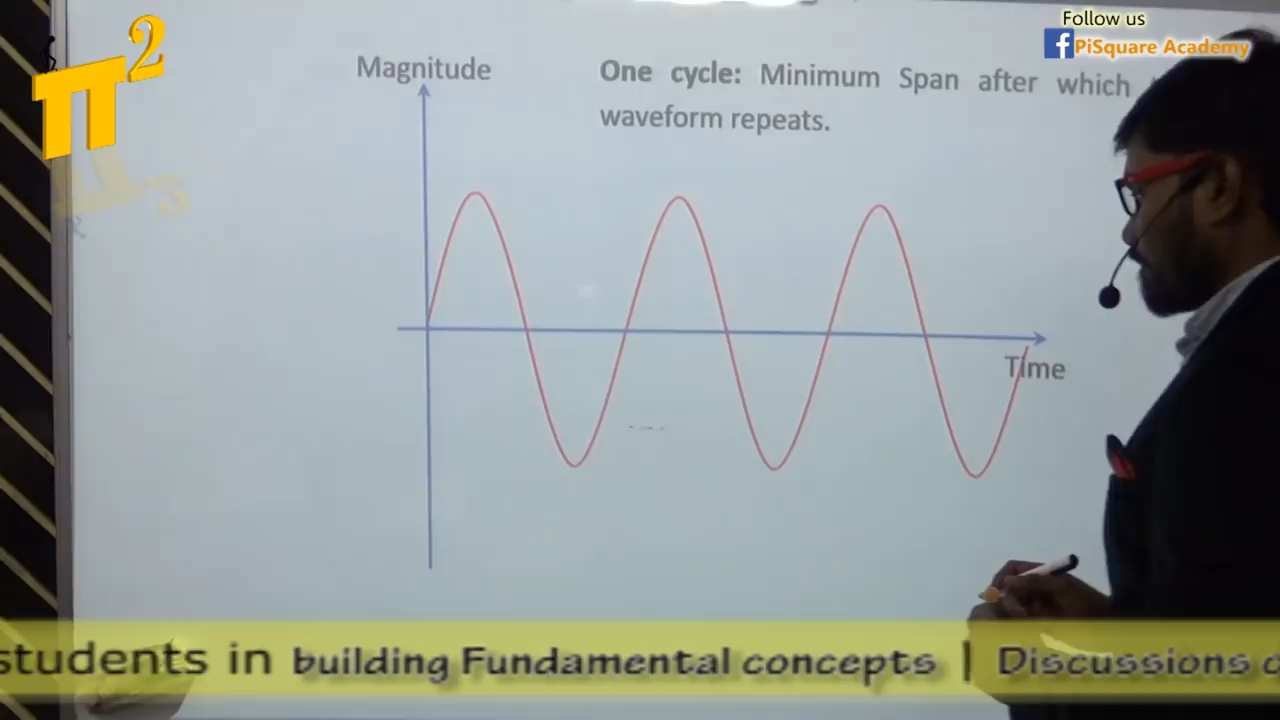 π²
Follow us
PiSquare Academy
Magnitude
One cycle: Minimum Span after which
waveform repeats.
Time
students in building Fundamental concepts | Discussions